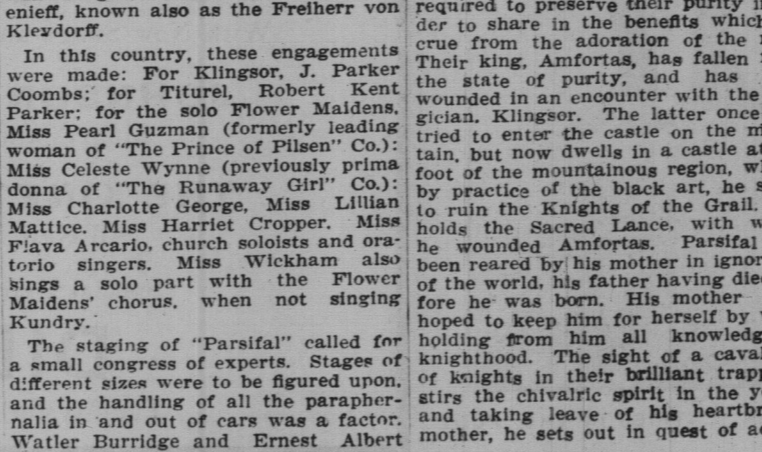 enieff, known also as the Freiherr von
Klevdorff.
In this country, these engagements
were made: For Klingsor, J. Parker
Coombs; for Titurel, Robert Kent
Parker; for the solo Flower Maidens,
Miss Pearl Guzman (formerly leading
woman of "The Prince of Pilsen" Co.):
Miss Celeste Wynne (previously prima
donna of "The Runaway Girl" Co.):
Miss Charlotte George, Miss Lillian
Mattice. Miss Harriet Cropper. Miss
Flava Arcario, church soloists and ora-
torio singers. Miss Wickham also
sings a solo part with the Flower
Maidens' chorus, when not singing
Kundry.
The staging of "Parsifal" called for
a small congress of experts. Stages of
different sizes were to be figured upon,
and the handling of all the parapher-
nalia in and out of cars was a factor.
Watler Burridge and Ernest Albert
required to preserve their purity
der to share in the benefits which
crue from the adoration of the
Their king, Amfortas, has fallen
the state of purity, and has
wounded in an encounter with the
gician, Klingsor. The latter once
tried to enter the castle on the
tain, but now dwells in a castle at
foot of the mountainous region,
by practice of the black art, he
to ruin the Knights of the Grail.
holds the Sacred Lance, with
he wounded Amfortas. Parsifal
been reared by his mother in ignor
of the world, his father having die
fore he was born. His mother
hoped to keep him for herself by
holding from him all knowledg
knighthood. The sight of a caval
of knights in their brilliant trap
stirs the chivalric spirit in the
and taking leave of his heartbr
mother, he sets out in quest of